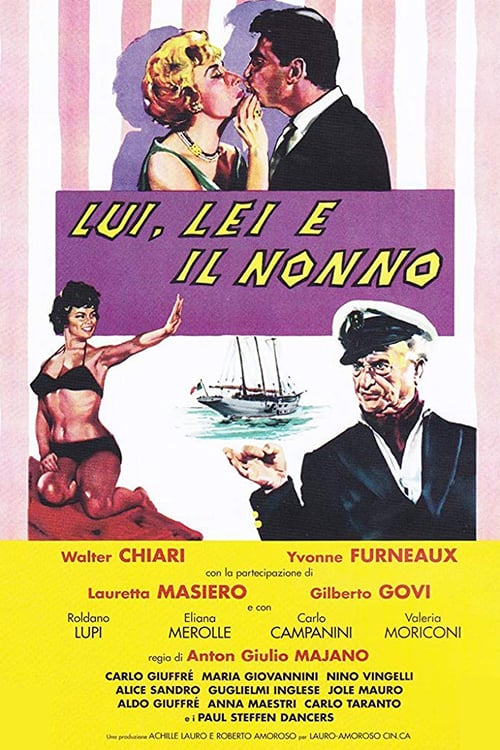 LUI, LEI E
IL NONNO
Walter CHIARI Yvonne FURNEAUX
con la partecipazione di
Lauretta MASIERO Gilberto GOVI
e con
Roldano Eliana Carlo Valeria
LUPI MEROLLE CAMPANINI MORICONI
regia di Anton Giulio MAJANO
CARLO GIUFFRÉ MARIA GIOVANNINI NINO VINGELLI
ALICE SANDRO GUGLIELMI INGLESE JOLE MAURO
ALDO GIUFFRÉ ANNA MAESTRI CARLO TARANTO
e i PAUL STEFFEN DANCERS
Una produzione ACHILLE LAURO E ROBERTO AMOROSO per LAURO-AMOROSO CIN.CA